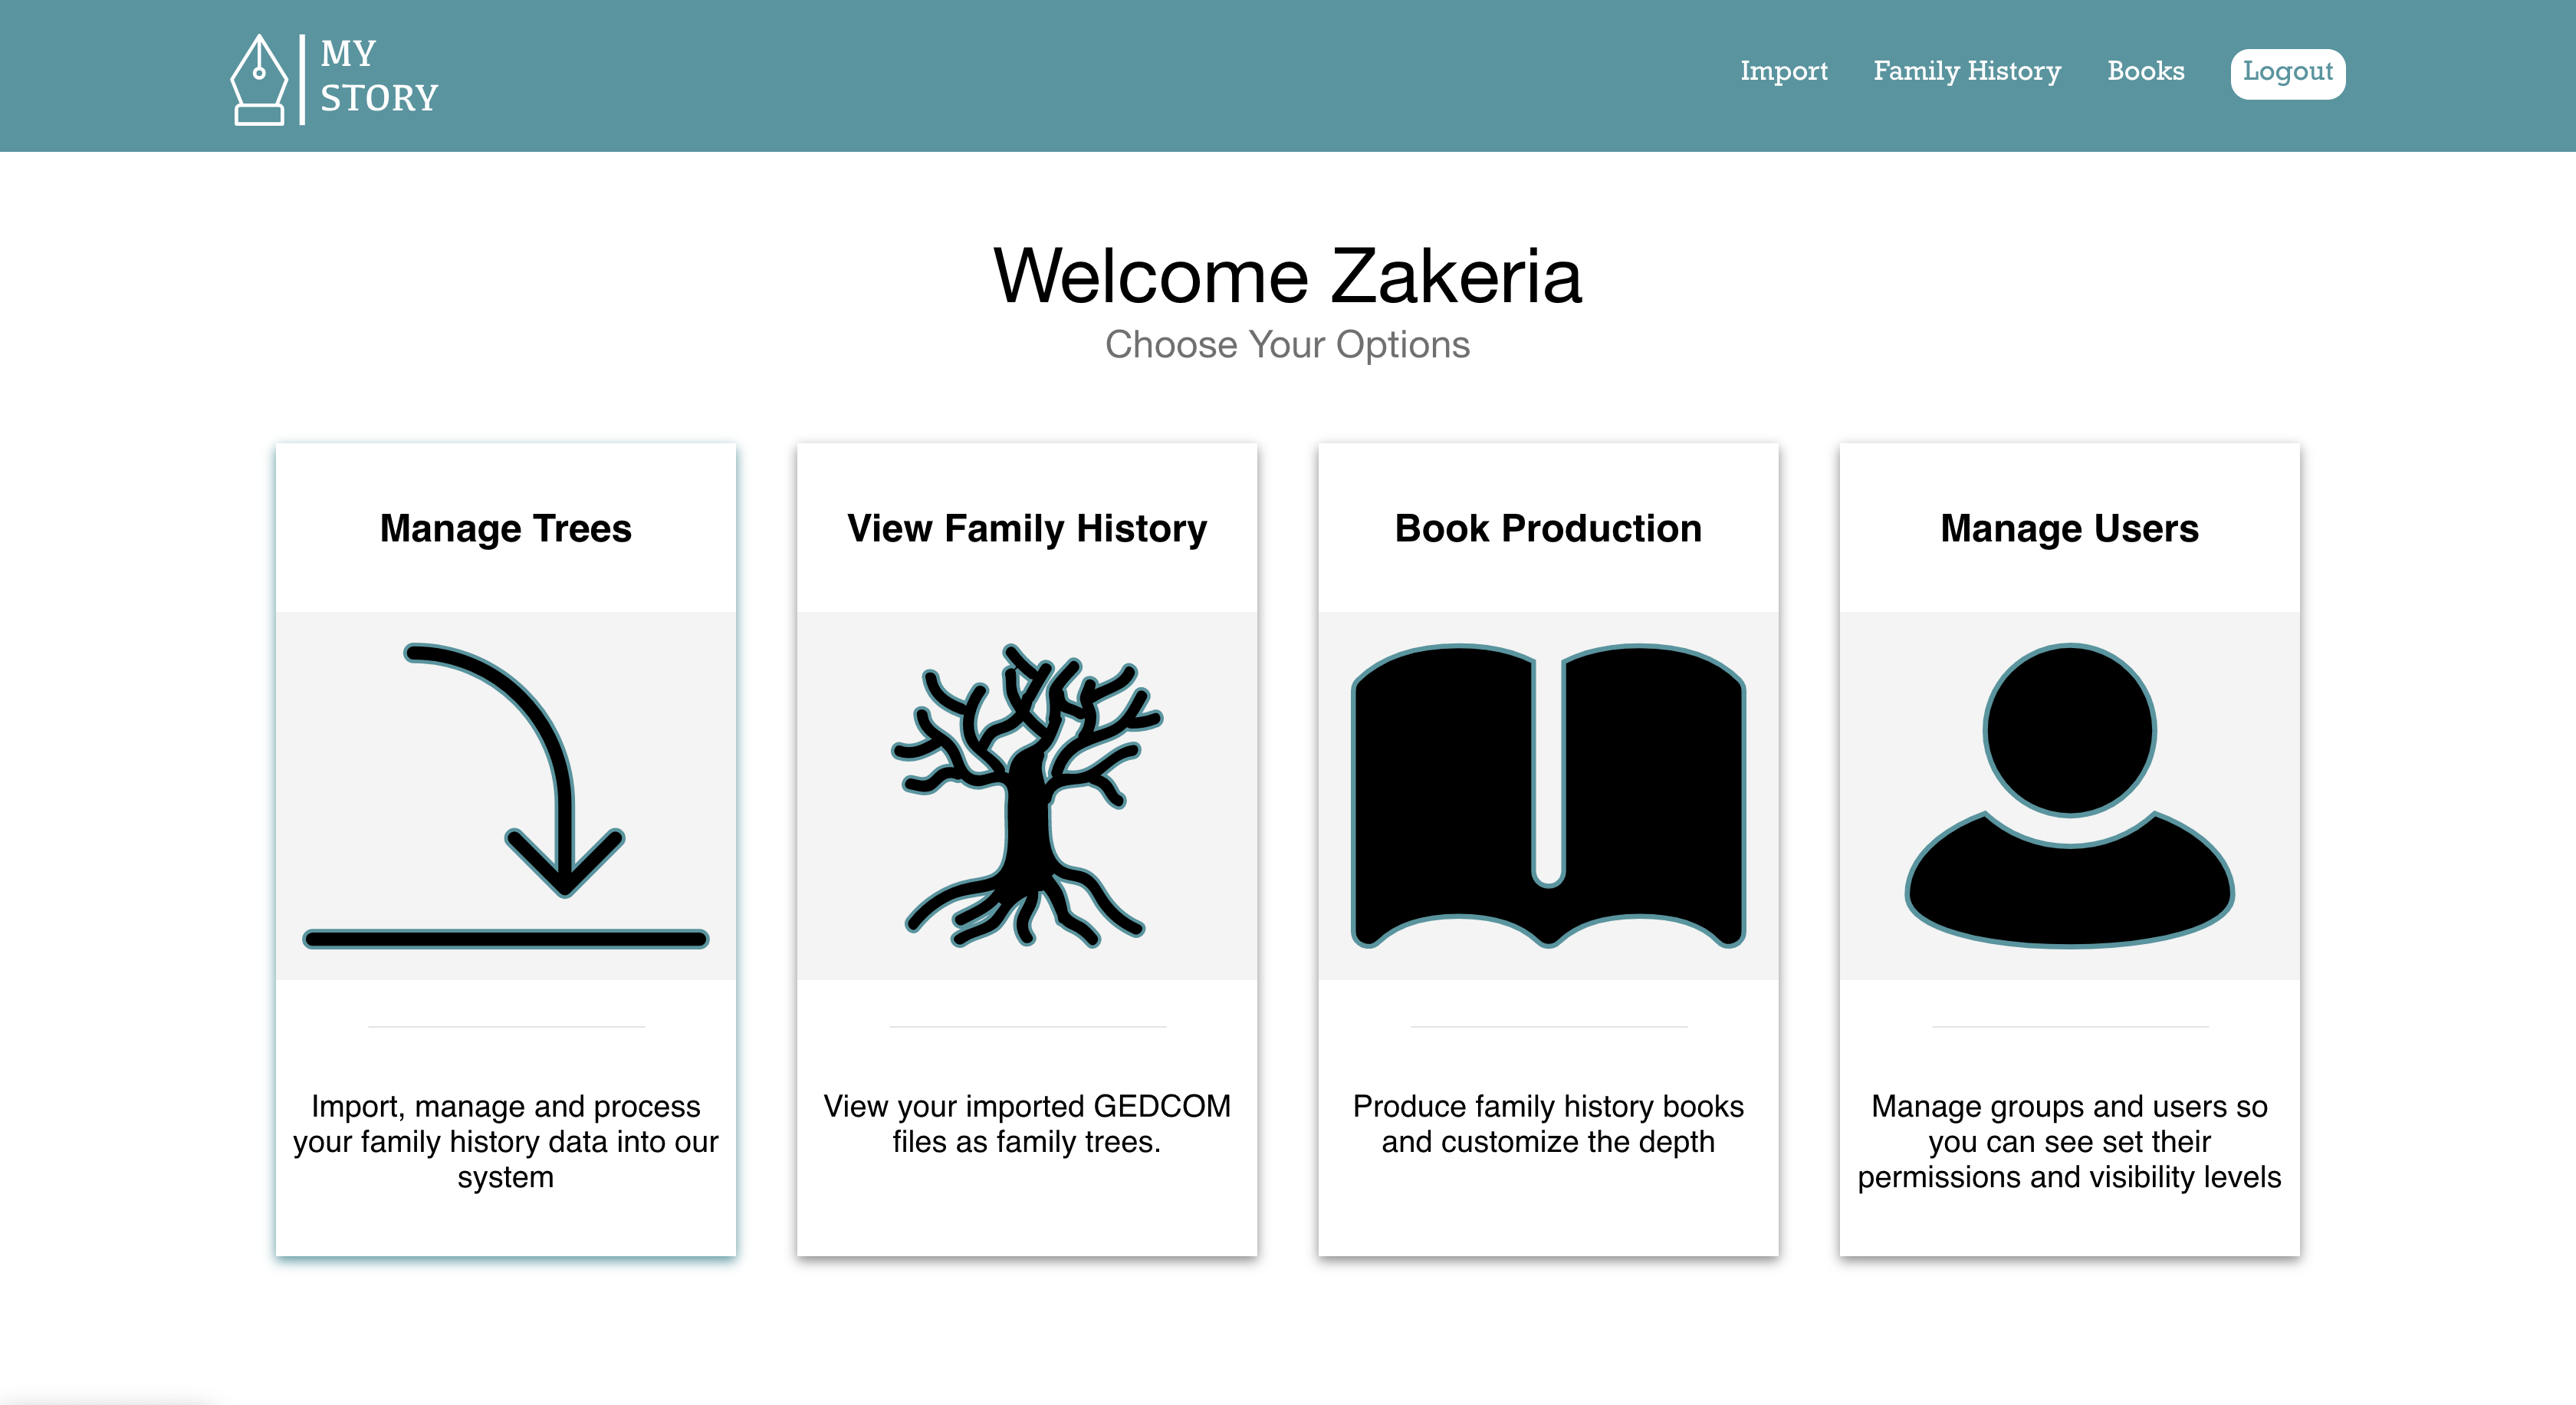 MY
STORY
Import Family History Books Logout
Welcome Zakeria
Choose Your Options
Manage Trees
Import, manage and process
your family history data into our
system
View Family History
View your imported GEDCOM
files as family trees.
Book Production
Produce family history books
and customize the depth
Manage Users
Manage groups and users so
you can see set their
permissions and visibility levels